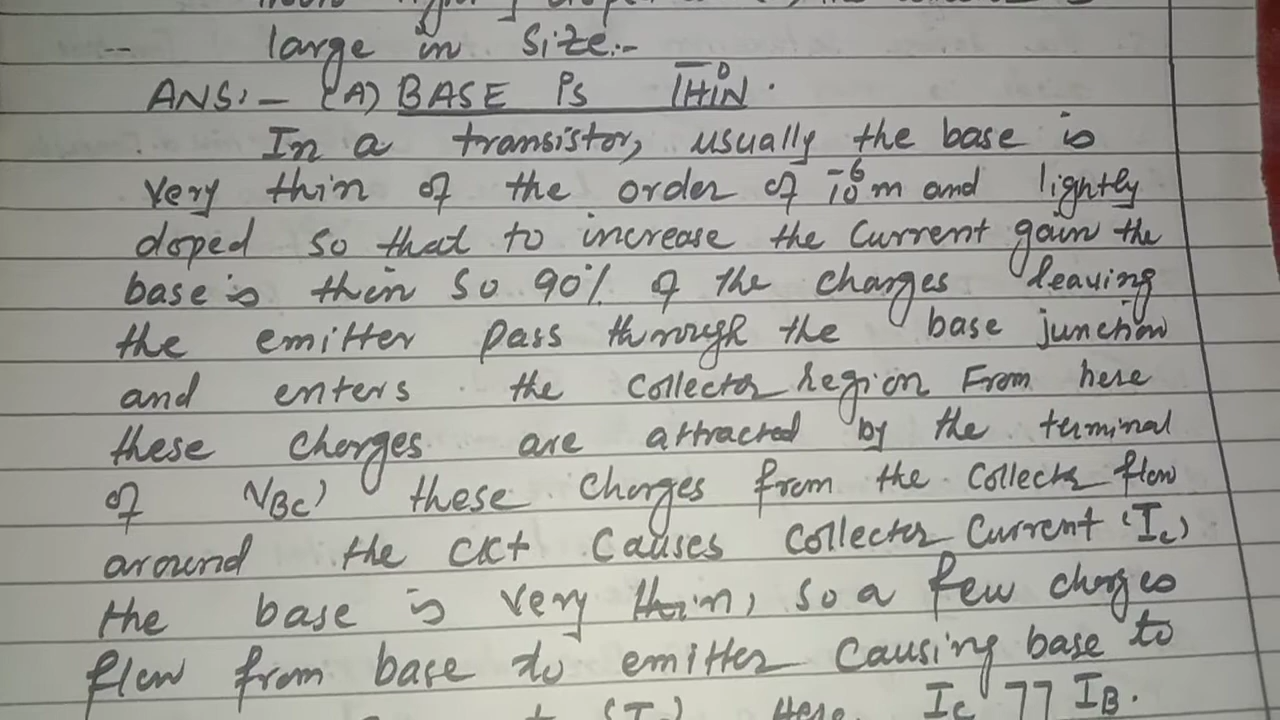 large in size:-
ANS:- (A) BASE Is THIN.
In a transistor, usually the base is
very thin of the order of 10⁻⁶m and lightly
doped so that to increase the current gain the
base is thin so 90% of the charges leaving
the emitter pass through the base junction
and enters the collector region From here
these charges are attracted by the terminal
of VBC, these charges from the collector flow
around the ckt causes collector current (Ic)
the base is very thin, so a few charges
flow from base to emitter causing base to
Here Ic 77 IB.